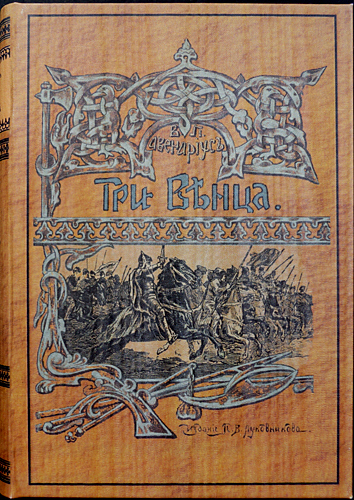 В. П.
Авенаріусъ
Три Вѣнца.
Изданіе П. В. Луковникова.